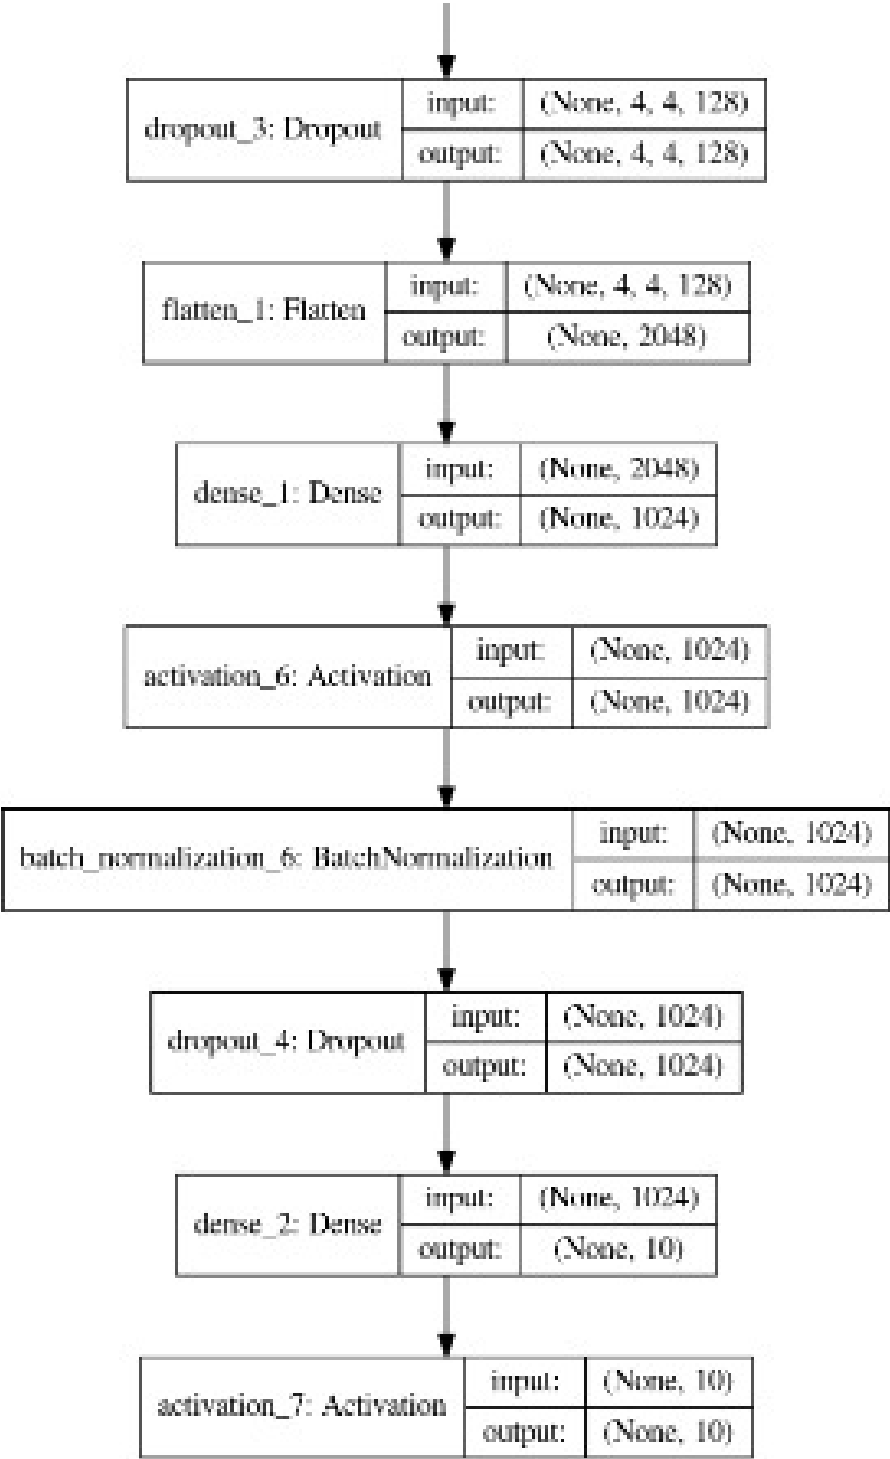 dropout_3: Dropout
input: (None, 4, 4, 128)
output: (None, 4, 4, 128)
flatten_1: Flatten
input: (None, 4, 4, 128)
output: (None, 2048)
dense_1: Dense
input: (None, 2048)
output: (None, 1024)
activation_6: Activation
input: (None, 1024)
output: (None, 1024)
batch_normalization_6: BatchNormalization
input: (None, 1024)
output: (None, 1024)
dropout_4: Dropout
input: (None, 1024)
output: (None, 1024)
dense_2: Dense
input: (None, 1024)
output: (None, 10)
activation_7: Activation
input: (None, 10)
output: (None, 10)